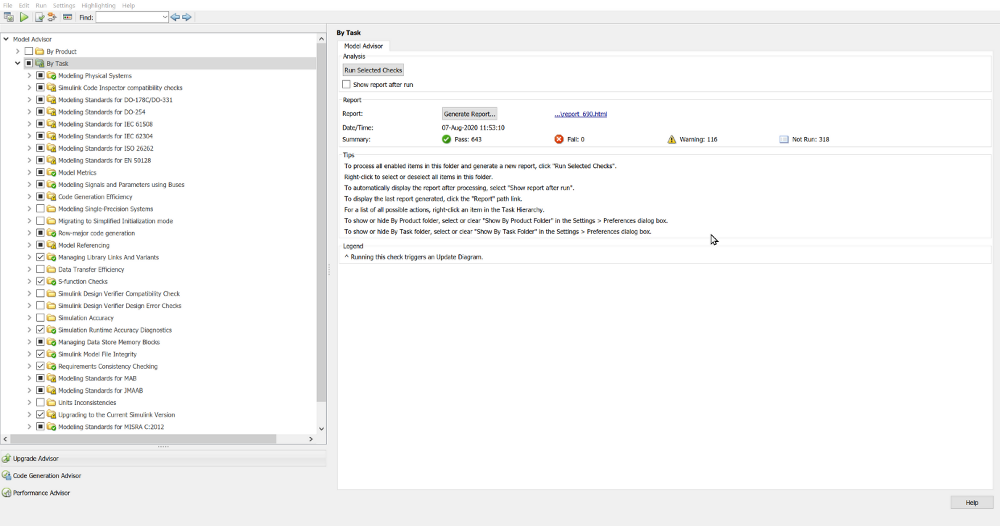 File Edit Run Settings Highlighting Help
Find:
Model Advisor
By Product
By Task
Modeling Physical Systems
Simulink Code Inspector compatibility checks
Modeling Standards for DO-178C/DO-331
Modeling Standards for DO-254
Modeling Standards for IEC 61508
Modeling Standards for IEC 62304
Modeling Standards for ISO 26262
Modeling Standards for EN 50128
Model Metrics
Modeling Signals and Parameters using Buses
Code Generation Efficiency
Modeling Single-Precision Systems
Migrating to Simplified Initialization mode
Row-major code generation
Model Referencing
Managing Library Links And Variants
Data Transfer Efficiency
S-function Checks
Simulink Design Verifier Compatibility Check
Simulink Design Verifier Design Error Checks
Simulation Accuracy
Simulation Runtime Accuracy Diagnostics
Managing Data Store Memory Blocks
Simulink Model File Integrity
Requirements Consistency Checking
Modeling Standards for MAB
Modeling Standards for JMAAB
Units Inconsistencies
Upgrading to the Current Simulink Version
Modeling Standards for MISRA C:2012
Upgrade Advisor
Code Generation Advisor
Performance Advisor
By Task
Model Advisor
Analysis
Run Selected Checks
Show report after run
Report
Report: Generate Report... ...\report_690.html
Date/Time: 07-Aug-2020 11:53:10
Summary: Pass: 643 Fail: 0 Warning: 116 Not Run: 318
Tips
To process all enabled items in this folder and generate a new report, click "Run Selected Checks".
Right-click to select or deselect all items in this folder.
To automatically display the report after processing, select "Show report after run".
To display the last report generated, click the "Report" path link.
For a list of all possible actions, right-click an item in the Task Hierarchy.
To show or hide By Product folder, select or clear "Show By Product Folder" in the Settings > Preferences dialog box.
To show or hide By Task folder, select or clear "Show By Task Folder" in the Settings > Preferences dialog box.
Legend
^ Running this check triggers an Update Diagram.
Help